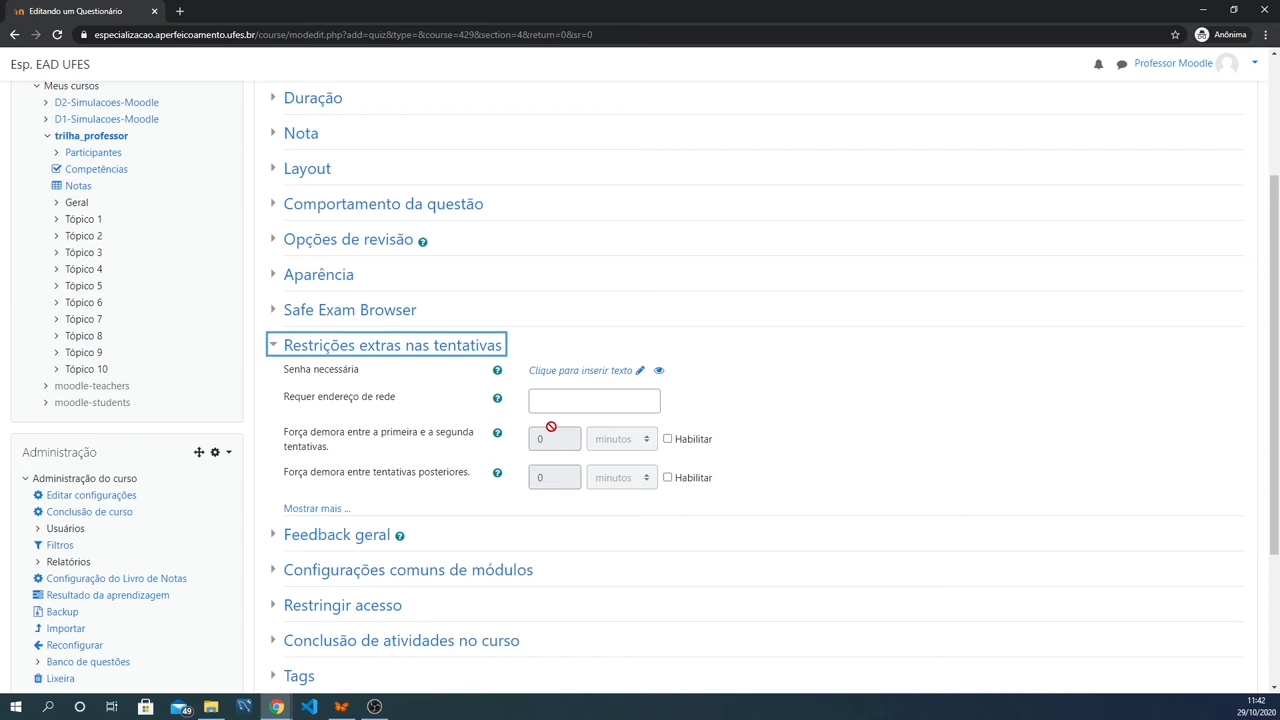 Editando um Questionário
especializacao.aperfeicoamento.ufes.br/course/modedit.php?add=quiz&type=&course=429&section=4&return=0&sr=0
Anônima
Esp. EAD UFES
Professor Moodle
Meus cursos
D2-Simulacoes-Moodle
D1-Simulacoes-Moodle
trilha_professor
Participantes
Competências
Notas
Geral
Tópico 1
Tópico 2
Tópico 3
Tópico 4
Tópico 5
Tópico 6
Tópico 7
Tópico 8
Tópico 9
Tópico 10
moodle-teachers
moodle-students
Administração
Administração do curso
Editar configurações
Conclusão de curso
Usuários
Filtros
Relatórios
Configuração do Livro de Notas
Resultado da aprendizagem
Backup
Importar
Reconfigurar
Banco de questões
Lixeira
Duração
Nota
Layout
Comportamento da questão
Opções de revisão
Aparência
Safe Exam Browser
Restrições extras nas tentativas
Senha necessária
Clique para inserir texto
Requer endereço de rede
Força demora entre a primeira e a segunda
tentativas.
0 minutos Habilitar
Força demora entre tentativas posteriores.
0 minutos Habilitar
Mostrar mais ...
Feedback geral
Configurações comuns de módulos
Restringir acesso
Conclusão de atividades no curso
Tags
49
11:42
29/10/2020